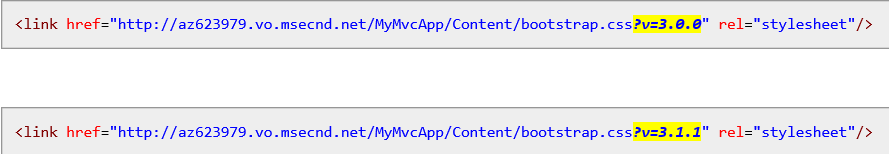 <link href="http://az623979.vo.msecnd.net/MyMvcApp/Content/bootstrap.css?v=3.0.0" rel="stylesheet"/>
<link href="http://az623979.vo.msecnd.net/MyMvcApp/Content/bootstrap.css?v=3.1.1" rel="stylesheet"/>